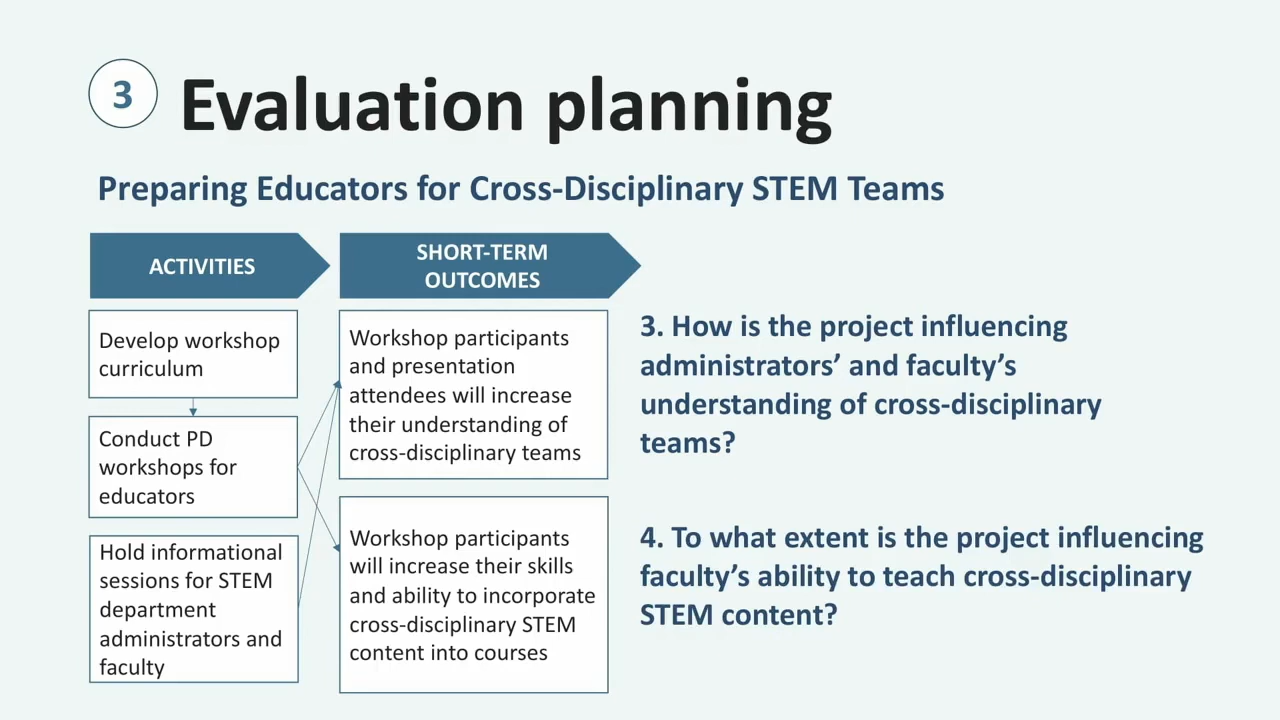 3
Evaluation planning
Preparing Educators for Cross-Disciplinary STEM Teams
ACTIVITIES
Develop workshop
curriculum
Conduct PD
workshops for
educators
Hold informational
sessions for STEM
department
administrators and
faculty
SHORT-TERM
OUTCOMES
Workshop participants
and presentation
attendees will increase
their understanding of
cross-disciplinary teams
Workshop participants
will increase their skills
and ability to incorporate
cross-disciplinary STEM
content into courses
3. How is the project influencing
administrators’ and faculty’s
understanding of cross-disciplinary
teams?
4. To what extent is the project influencing
faculty’s ability to teach cross-disciplinary
STEM content?